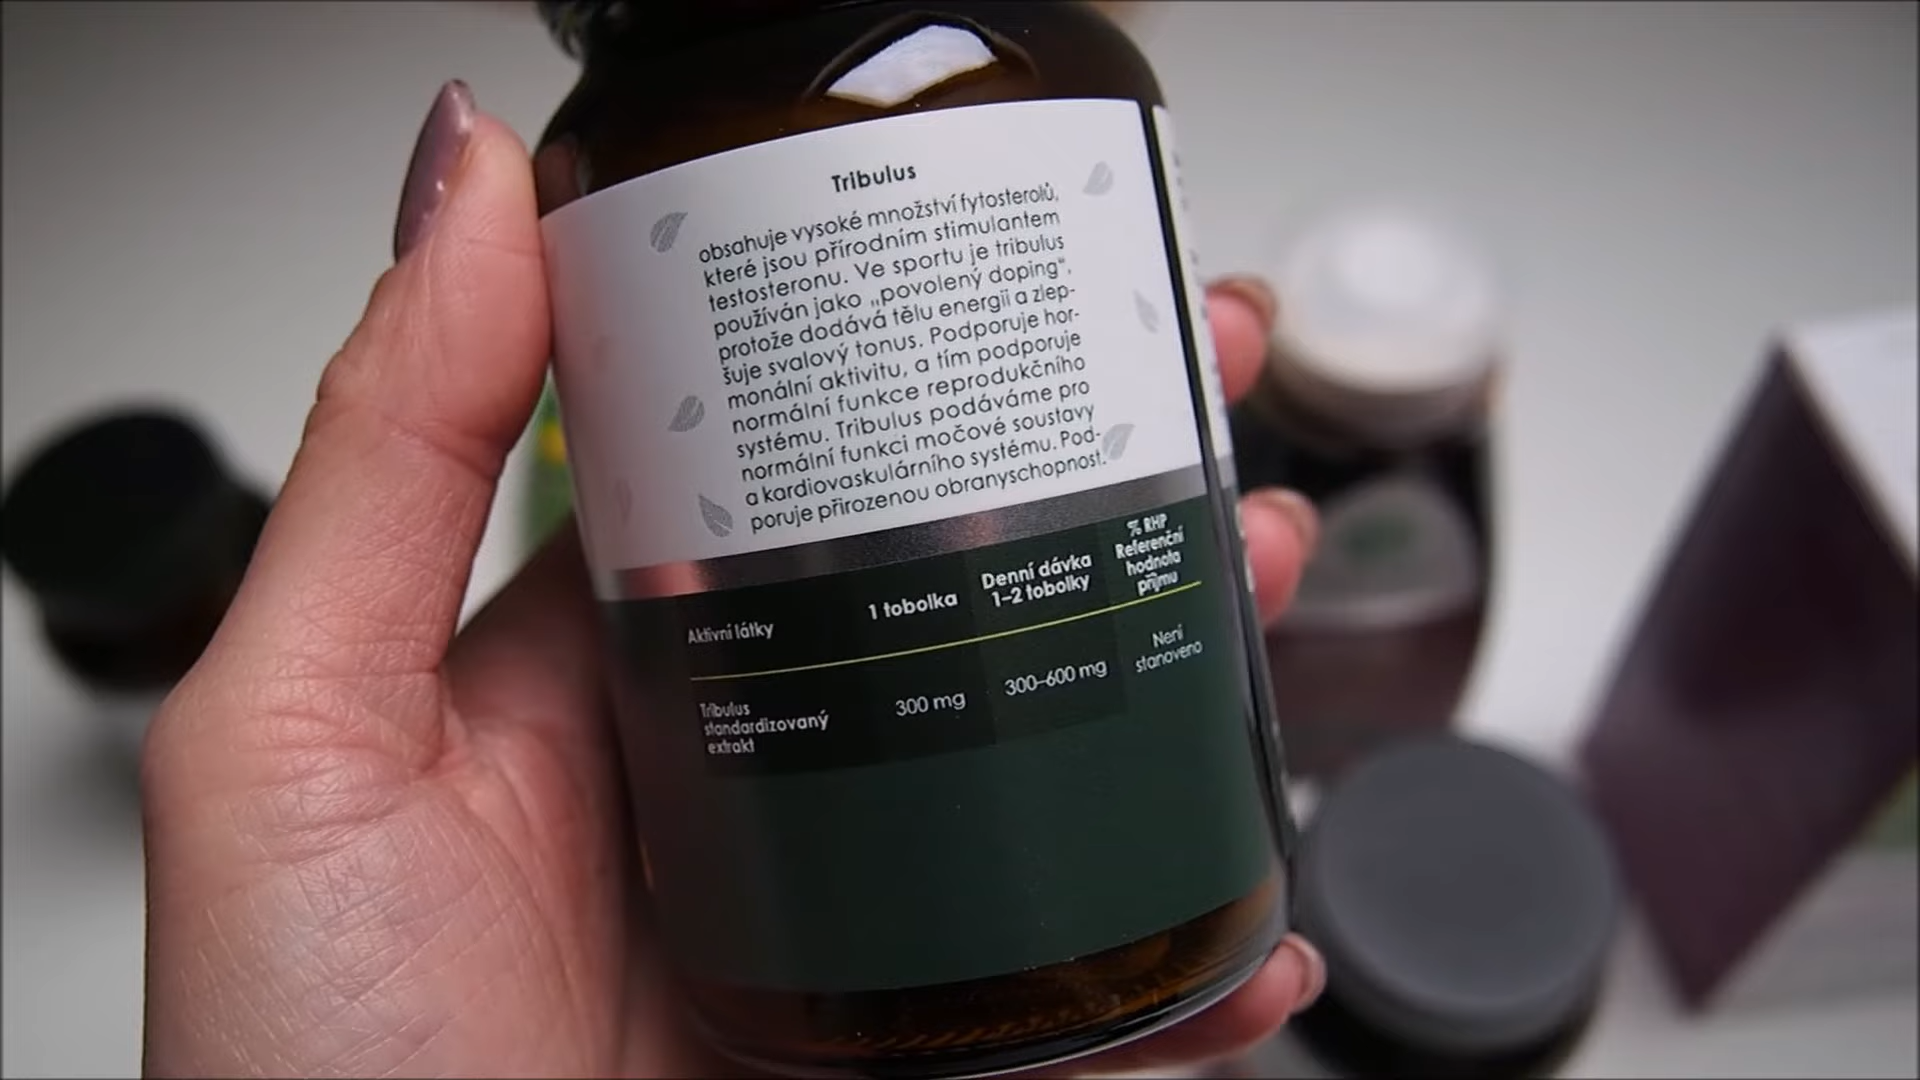 Tribulus
obsahuje vysoké množství fytosterolů,
které jsou přírodním stimulantem
testosteronu. Ve sportu je tribulus
používán jako „povolený doping“,
protože dodává tělu energii a zlep-
šuje svalový tonus. Podporuje hor-
monální aktivitu, a tím podporuje
normální funkce reprodukčního
systému. Tribulus podáváme pro
normální funkci močové soustavy
a kardiovaskulárního systému. Pod-
poruje přirozenou obranyschopnost.
% RHP
Referenční
hodnota
příjmu
Denní dávka
1–2 tobolky
1 tobolka
Aktivní látky
Tribulus
standardizovaný
extrakt
300 mg
300–600 mg
Není
stanoveno